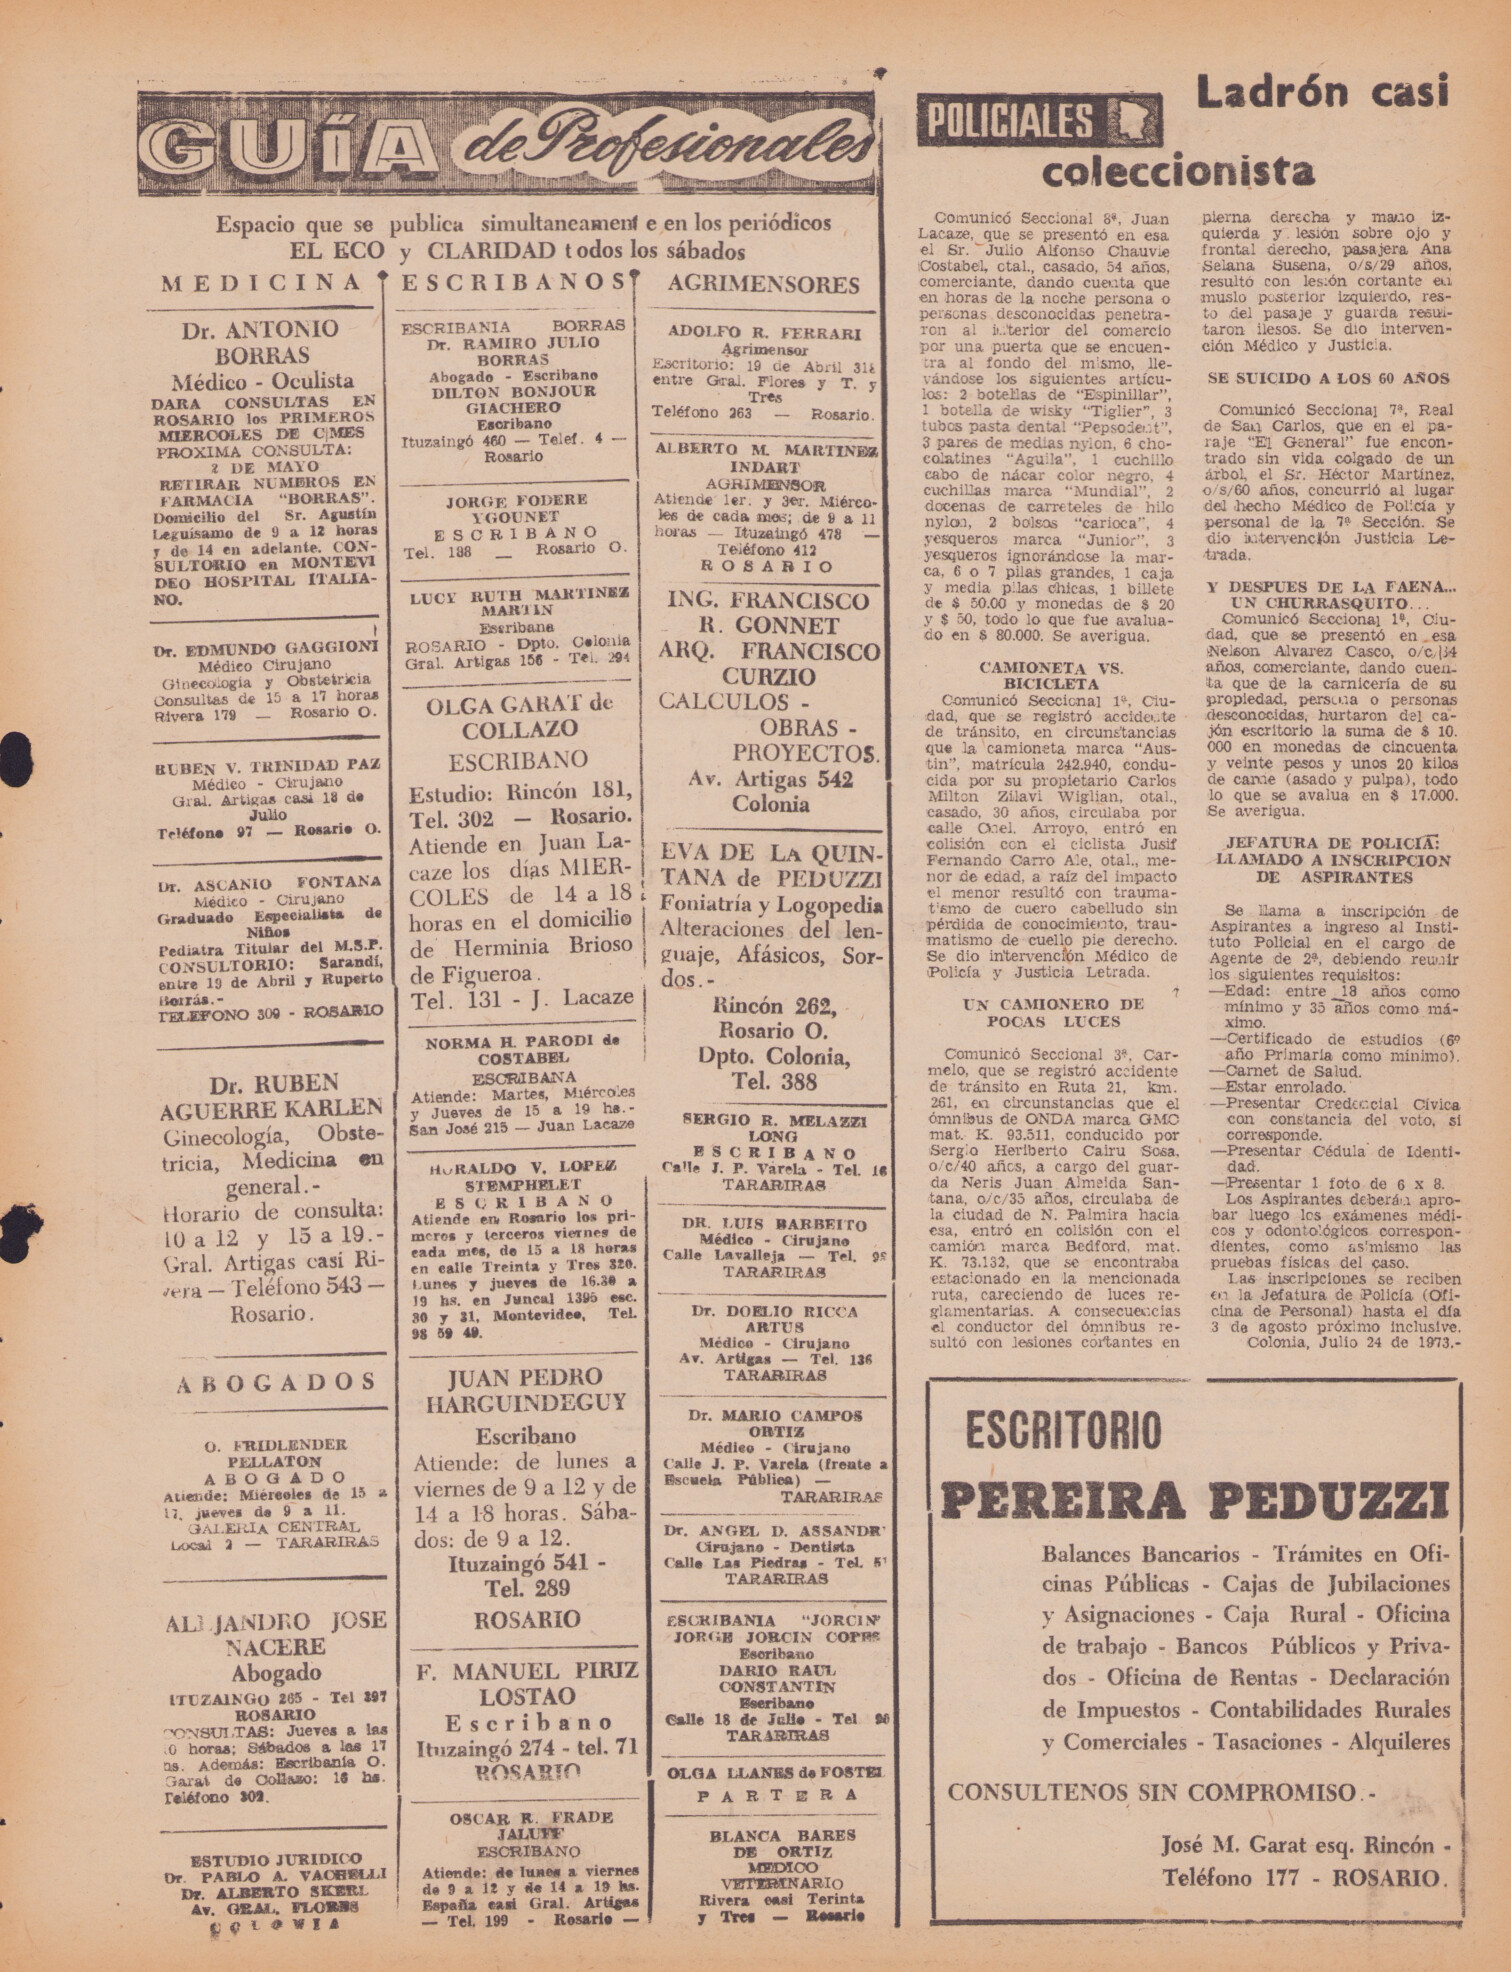 GUÍA de Profesionales
Espacio que se publica simultaneament e en los periódicos
EL ECO y CLARIDAD todos los sábados
MEDICINA
Dr. ANTONIO
BORRAS
Médico - Oculista
DARA CONSULTAS EN
ROSARIO los PRIMEROS
MIERCOLES DE C|MES
PROXIMA CONSULTA:
2 DE MAYO
RETIRAR NUMEROS EN
FARMACIA "BORRAS".
Domicilio del Sr. Agustín
Leguisamo de 9 a 12 horas
y de 14 en adelante. CON-
SULTORIO en MONTEVI
DEO HOSPITAL ITALIA-
NO.
Dr. EDMUNDO GAGGIONI
Médico Cirujano
Ginecología y Obstetricia
Consultas de 15 a 17 horas
Rivera 179 — Rosario O.
RUBEN V. TRINIDAD PAZ
Médico - Cirujano
Gral. Artigas casi 18 de
Julio
Teléfono 97 — Rosario O.
Dr. ASCANIO FONTANA
Médico - Cirujano
Graduado Especialista de
Niños
Pediatra Titular del M.S.P.
CONSULTORIO: Sarandí,
entre 19 de Abril y Ruperto
Borrás.-
TELEFONO 309 - ROSARIO
Dr. RUBEN
AGUERRE KARLEN
Ginecología, Obste-
tricia, Medicina en
general.-
Horario de consulta:
10 a 12 y 15 a 19.-
Gral. Artigas casi Ri-
vera — Teléfono 543 —
Rosario.
ABOGADOS
O. FRIDLENDER
PELLATON
ABOGADO
Atiende: Miércoles de 15 a
17, jueves de 9 a 11.
GALERIA CENTRAL
Local 2 — TARARIRAS
ALEJANDRO JOSE
NACERE
Abogado
ITUZAINGO 265 - Tel 397
ROSARIO
CONSULTAS: Jueves a las
10 horas; Sábados a las 17
hs. Además: Escribanía O.
Garat de Collazo: 16 hs.
Teléfono 302.
ESTUDIO JURIDICO
Dr. PABLO A. VACHELLI
Dr. ALBERTO SKERL
Av. GRAL. FLORES
COLONIA
ESCRIBANOS
ESCRIBANIA BORRAS
Dr. RAMIRO JULIO
BORRAS
Abogado - Escribano
DILTON BONJOUR
GIACHERO
Escribano
Ituzaingó 460 — Telef. 4 —
Rosario
JORGE FODERE
YGOUNET
ESCRIBANO
Tel. 188 — Rosario O.
LUCY RUTH MARTINEZ
MARTIN
Escribana
ROSARIO - Dpto. Colonia
Gral. Artigas 156 - Tel. 294
OLGA GARAT de
COLLAZO
ESCRIBANO
Estudio: Rincón 181,
Tel. 302 — Rosario.
Atiende en Juan La-
caze los días MIER-
COLES de 14 a 18
horas en el domicilio
de Herminia Brioso
de Figueroa.
Tel. 131 - J. Lacaze
NORMA H. PARODI de
COSTABEL
ESCRIBANA
Atiende: Martes, Miércoles
y Jueves de 15 a 19 hs.-
San José 215 — Juan Lacaze
HORALDO V. LOPEZ
STEMPHELET
ESCRIBANO
Atiende en Rosario los pri-
meros y terceros viernes de
cada mes, de 15 a 18 horas
en calle Treinta y Tres 320.
Lunes y jueves de 16.30 a
19 hs. en Juncal 1395 esc.
30 y 31, Montevideo, Tel.
98 59 49.
JUAN PEDRO
HARGUINDEGUY
Escribano
Atiende: de lunes a
viernes de 9 a 12 y de
14 a 18 horas. Sába-
dos: de 9 a 12.
Ituzaingó 541 -
Tel. 289
ROSARIO
F. MANUEL PIRIZ
LOSTAO
Escribano
Ituzaingó 274 - tel. 71
ROSARIO
OSCAR R. FRADE
JALUFF
ESCRIBANO
Atiende: de lunes a viernes
de 9 a 12 y de 14 a 19 hs.
España casi Gral. Artigas
— Tel. 199 - Rosario —
AGRIMENSORES
ADOLFO R. FERRARI
Agrimensor
Escritorio: 19 de Abril 318
entre Gral. Flores y T. y
Tres
Teléfono 263 — Rosario.
ALBERTO M. MARTINEZ
INDART
AGRIMENSOR
Atiende 1er. y 3er. Miérco-
les de cada mes; de 9 a 11
horas — Ituzaingó 478 —
Teléfono 412
ROSARIO
ING. FRANCISCO
R. GONNET
ARQ. FRANCISCO
CURZIO
CALCULOS -
OBRAS -
PROYECTOS.
Av. Artigas 542
Colonia
EVA DE LA QUIN-
TANA de PEDUZZI
Foniatría y Logopedia
Alteraciones del len-
guaje, Afásicos, Sor-
dos.-
Rincón 262,
Rosario O.
Dpto. Colonia,
Tel. 388
SERGIO R. MELAZZI
LONG
ESCRIBANO
Calle J. P. Varela - Tel. 16
TARARIRAS
DR. LUIS BARBEITO
Médico - Cirujano
Calle Lavalleja — Tel. 98
TARARIRAS
Dr. DOELIO RICCA
ARTUS
Médico - Cirujano
Av. Artigas — Tel. 136
TARARIRAS
Dr. MARIO CAMPOS
ORTIZ
Médico - Cirujano
Calle J. P. Varela (frente a
Escuela Pública) —
TARARIRAS
Dr. ANGEL D. ASSANDR
Cirujano - Dentista
Calle Las Piedras - Tel. 5
TARARIRAS
ESCRIBANIA "JORCIN"
JORGE JORCIN COPES
Escribano
DARIO RAUL
CONSTANTIN
Escribano
Calle 18 de Julio - Tel. 90
TARARIRAS
OLGA LLANES de FOSTEL
PARTERA
BLANCA BARES
DE ORTIZ
MEDICO
VETERINARIO
Rivera casi Terinta
y Tres — Rosario
POLICIALES
Ladrón casi
coleccionista
Comunicó Seccional 8ª, Juan
Lacaze, que se presentó en esa
el Sr. Julio Alfonso Chauvie
Costabel, otal., casado, 54 años,
comerciante, dando cuenta que
en horas de la noche persona o
personas desconocidas penetra-
ron al interior del comercio
por una puerta que se encuen-
tra al fondo del mismo, lle-
vándose los siguientes artícu-
los: 2 botellas de "Espinillar",
1 botella de wisky "Tiglier", 3
tubos pasta dental "Pepsodent",
3 pares de medias nylon, 6 cho-
colatines "Aguila", 1 cuchillo
cabo de nácar color negro, 4
cuchillas marca "Mundial", 2
docenas de carreteles de hilo
nylon, 2 bolsos "carioca", 4
yesqueros marca "Junior", 3
yesqueros ignorándose la mar-
ca, 6 o 7 pilas grandes, 1 caja
y media pilas chicas, 1 billete
de $ 50.00 y monedas de $ 20
y $ 50, todo lo que fue avalua-
do en $ 80.000. Se averigua.
CAMIONETA VS.
BICICLETA
Comunicó Seccional 1ª, Ciu-
dad, que se registró accidente
de tránsito, en circunstancias
que la camioneta marca "Aus-
tin", matrícula 242.940, condu-
cida por su propietario Carlos
Milton Zilavi Wiglian, otal.,
casado, 30 años, circulaba por
calle Cnel. Arroyo, entró en
colisión con el ciclista Jusif
Fernando Carro Ale, otal., me-
nor de edad, a raíz del impacto
el menor resultó con trauma-
tismo de cuero cabelludo sin
pérdida de conocimiento, trau-
matismo de cuello pie derecho.
Se dio intervención Médico de
Policía y Justicia Letrada.
UN CAMIONERO DE
POCAS LUCES
Comunicó Seccional 3ª, Car-
melo, que se registró accidente
de tránsito en Ruta 21, km.
261, en circunstancias que el
ómnibus de ONDA marca GMC
mat. K. 93.511, conducido por
Sergio Heriberto Cairu Sosa,
o/c/40 años, a cargo del guar-
da Neris Juan Almeida San-
tana, o/c/35 años, circulaba de
la ciudad de N. Palmira hacia
esa, entró en colisión con el
camión marca Bedford, mat.
K. 73.132, que se encontraba
estacionado en la mencionada
ruta, careciendo de luces re-
glamentarias. A consecuencias
el conductor del ómnibus re-
sultó con lesiones cortantes en
pierna derecha y mano iz-
quierda y lesión sobre ojo y
frontal derecho, pasajera Ana
Selana Susena, o/s/29 años,
resultó con lesión cortante en
muslo posterior izquierdo, res-
to del pasaje y guarda resul-
taron ilesos. Se dio interven-
ción Médico y Justicia.
SE SUICIDO A LOS 60 AÑOS
Comunicó Seccional 7ª, Real
de San Carlos, que en el pa-
raje "El General" fue encon-
trado sin vida colgado de un
árbol, el Sr. Héctor Martínez,
o/s/60 años, concurrió al lugar
del hecho Médico de Policía y
personal de la 7ª Sección. Se
dio intervención Justicia Le-
trada.
Y DESPUES DE LA FAENA...
UN CHURRASQUITO...
Comunicó Seccional 1ª, Ciu-
dad, que se presentó en esa
Nelson Alvarez Casco, o/c/34
años, comerciante, dando cuen-
ta que de la carnicería de su
propiedad, persona o personas
desconocidas, hurtaron del ca-
jón escritorio la suma de $ 10.
000 en monedas de cincuenta
y veinte pesos y unos 20 kilos
de carne (asado y pulpa), todo
lo que se avalua en $ 17.000.
Se averigua.
JEFATURA DE POLICIA:
LLAMADO A INSCRIPCION
DE ASPIRANTES
Se llama a inscripción de
Aspirantes a ingreso al Insti-
tuto Policial en el cargo de
Agente de 2ª, debiendo reunir
los siguientes requisitos:
—Edad: entre 18 años como
mínimo y 35 años como má-
ximo.
—Certificado de estudios (6º
año Primaria como mínimo).
—Carnet de Salud.
—Estar enrolado.
—Presentar Credencial Cívica
con constancia del voto, si
corresponde.
—Presentar Cédula de Identi-
dad.
—Presentar 1 foto de 6 x 8.
Los Aspirantes deberán apro-
bar luego los exámenes médi-
cos y odontológicos correspon-
dientes, como asimismo las
pruebas físicas del caso.
Las inscripciones se reciben
en la Jefatura de Policía (Ofi-
cina de Personal) hasta el día
3 de agosto próximo inclusive.
Colonia, Julio 24 de 1973.-
ESCRITORIO
PEREIRA PEDUZZI
Balances Bancarios - Trámites en Ofi-
cinas Públicas - Cajas de Jubilaciones
y Asignaciones - Caja Rural - Oficina
de trabajo - Bancos Públicos y Priva-
dos - Oficina de Rentas - Declaración
de Impuestos - Contabilidades Rurales
y Comerciales - Tasaciones - Alquileres
CONSULTENOS SIN COMPROMISO.-
José M. Garat esq. Rincón -
Teléfono 177 - ROSARIO.